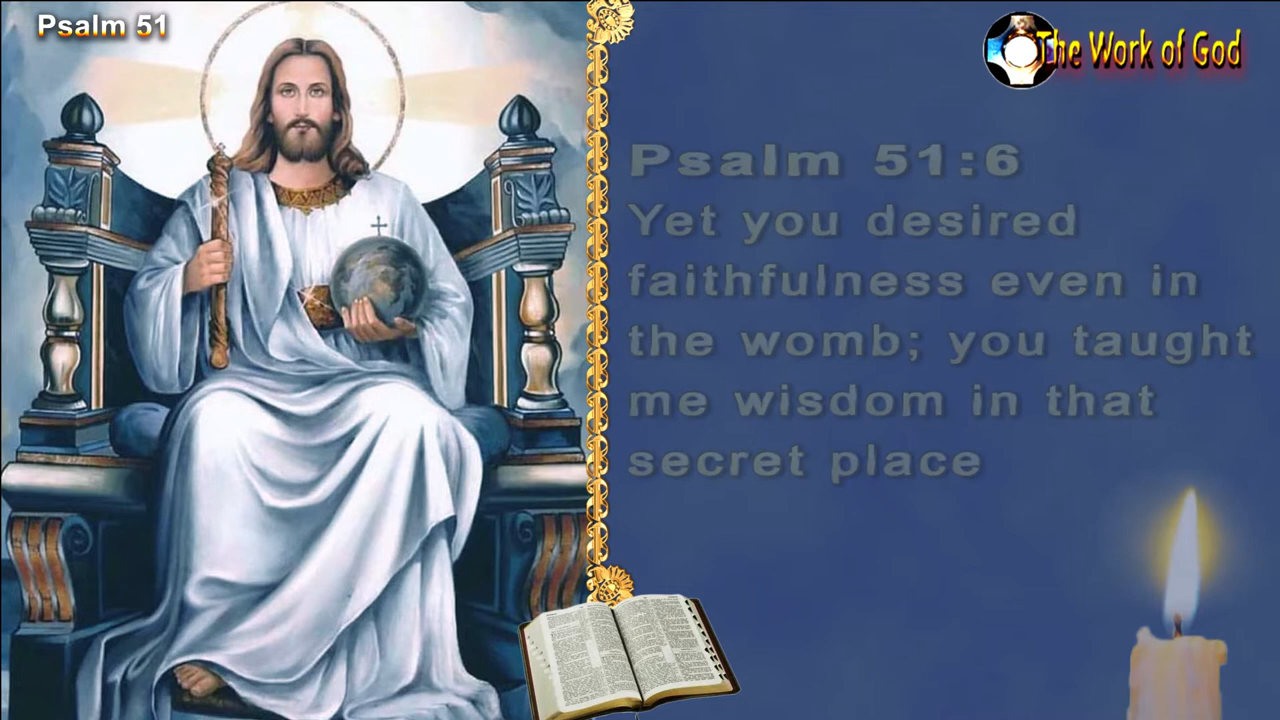 Psalm 51
The Work of God
Psalm 51:6
Yet you desired
faithfulness even in
the womb; you taught
me wisdom in that
secret place